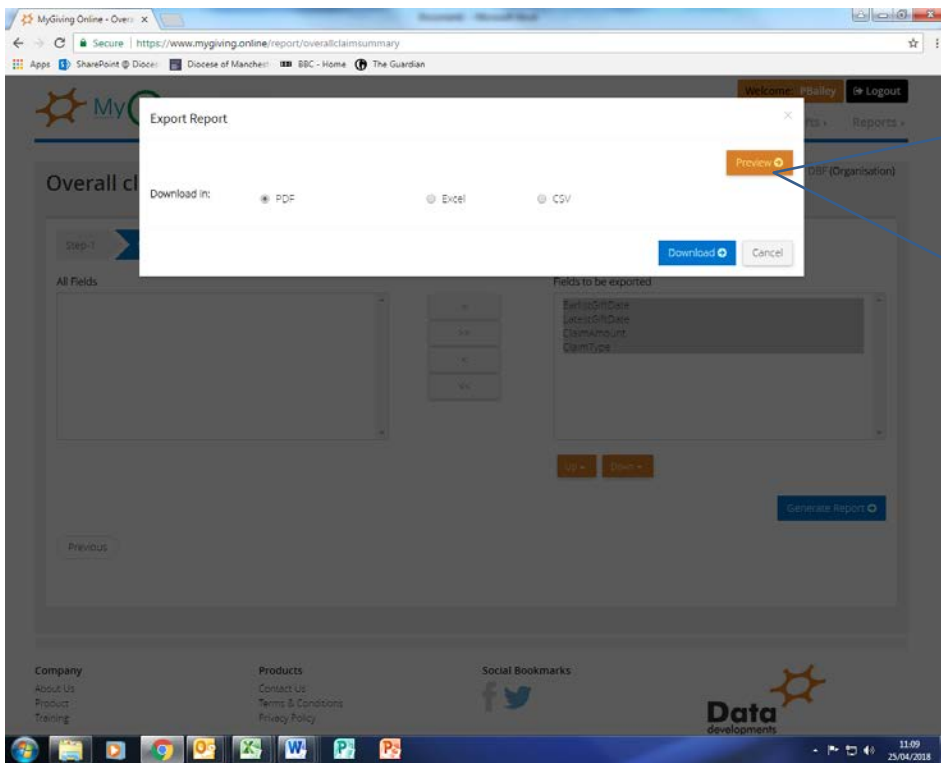 MyGiving Online - Over
Secure https://www.mygiving.online/report/overallclaimsummary
Apps SharePoint @ Dioce Diocese of Manchest BBC - Home The Guardian
Welcome: PBailey Logout
My
Reports
Export Report
Preview
Overall cl
DBF (Organisation)
Download in: PDF Excel CSV
Step-1
Download Cancel
All Fields Fields to be exported
EarliestGiftDate
LatestGiftDate
ClaimAmount
ClaimType
>
>>
<
<<
Up Down
Generate Report
Previous
Company Products Social Bookmarks
About Us Contact Us
Product Terms & Conditions
Training Privacy Policy
Data
developments
11:09
25/04/2018